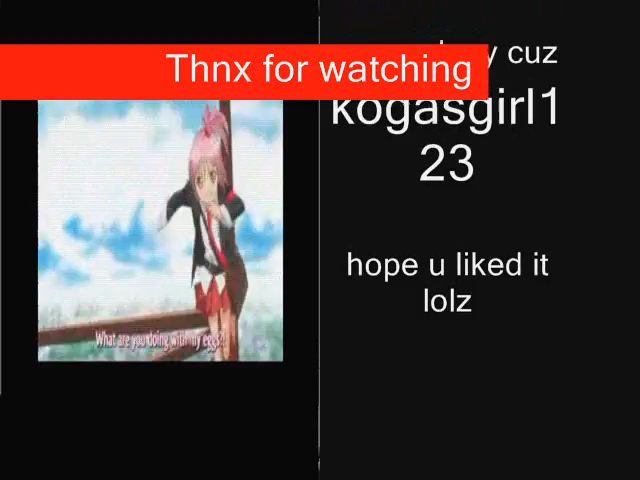 Thnx for watching
cuz
kogasgirl1
23
hope u liked it
lolz
What are you doing with my eggs?!